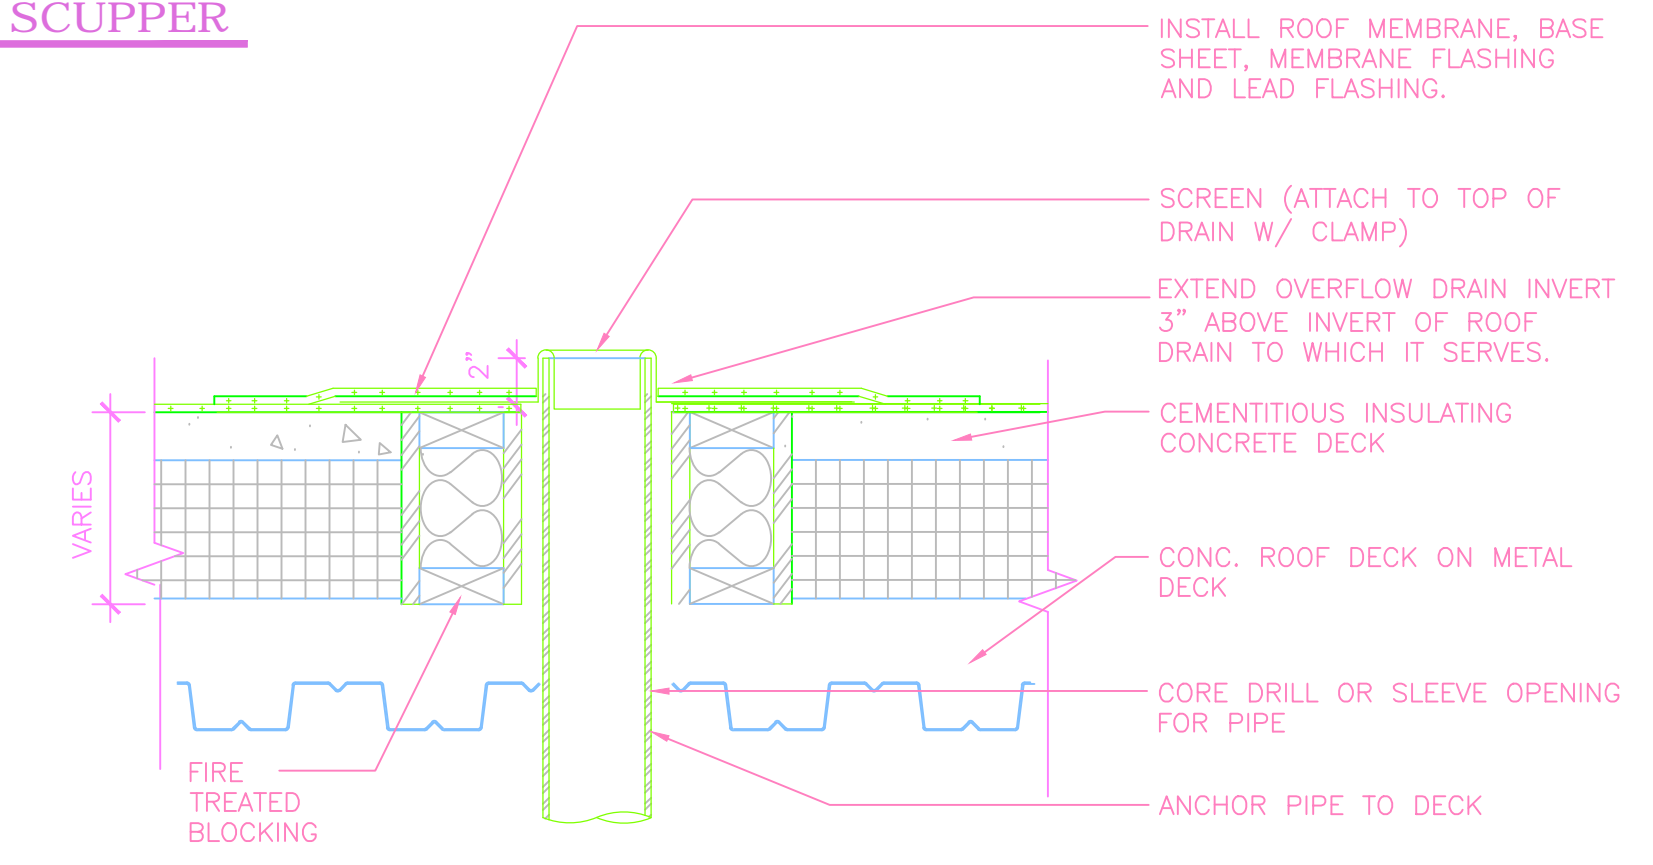 SCUPPER
INSTALL ROOF MEMBRANE, BASE
SHEET, MEMBRANE FLASHING
AND LEAD FLASHING.
SCREEN (ATTACH TO TOP OF
DRAIN W/ CLAMP)
EXTEND OVERFLOW DRAIN INVERT
3" ABOVE INVERT OF ROOF
DRAIN TO WHICH IT SERVES.
2"
CEMENTITIOUS INSULATING
CONCRETE DECK
VARIES
CONC. ROOF DECK ON METAL
DECK
CORE DRILL OR SLEEVE OPENING
FOR PIPE
FIRE
TREATED
BLOCKING
ANCHOR PIPE TO DECK